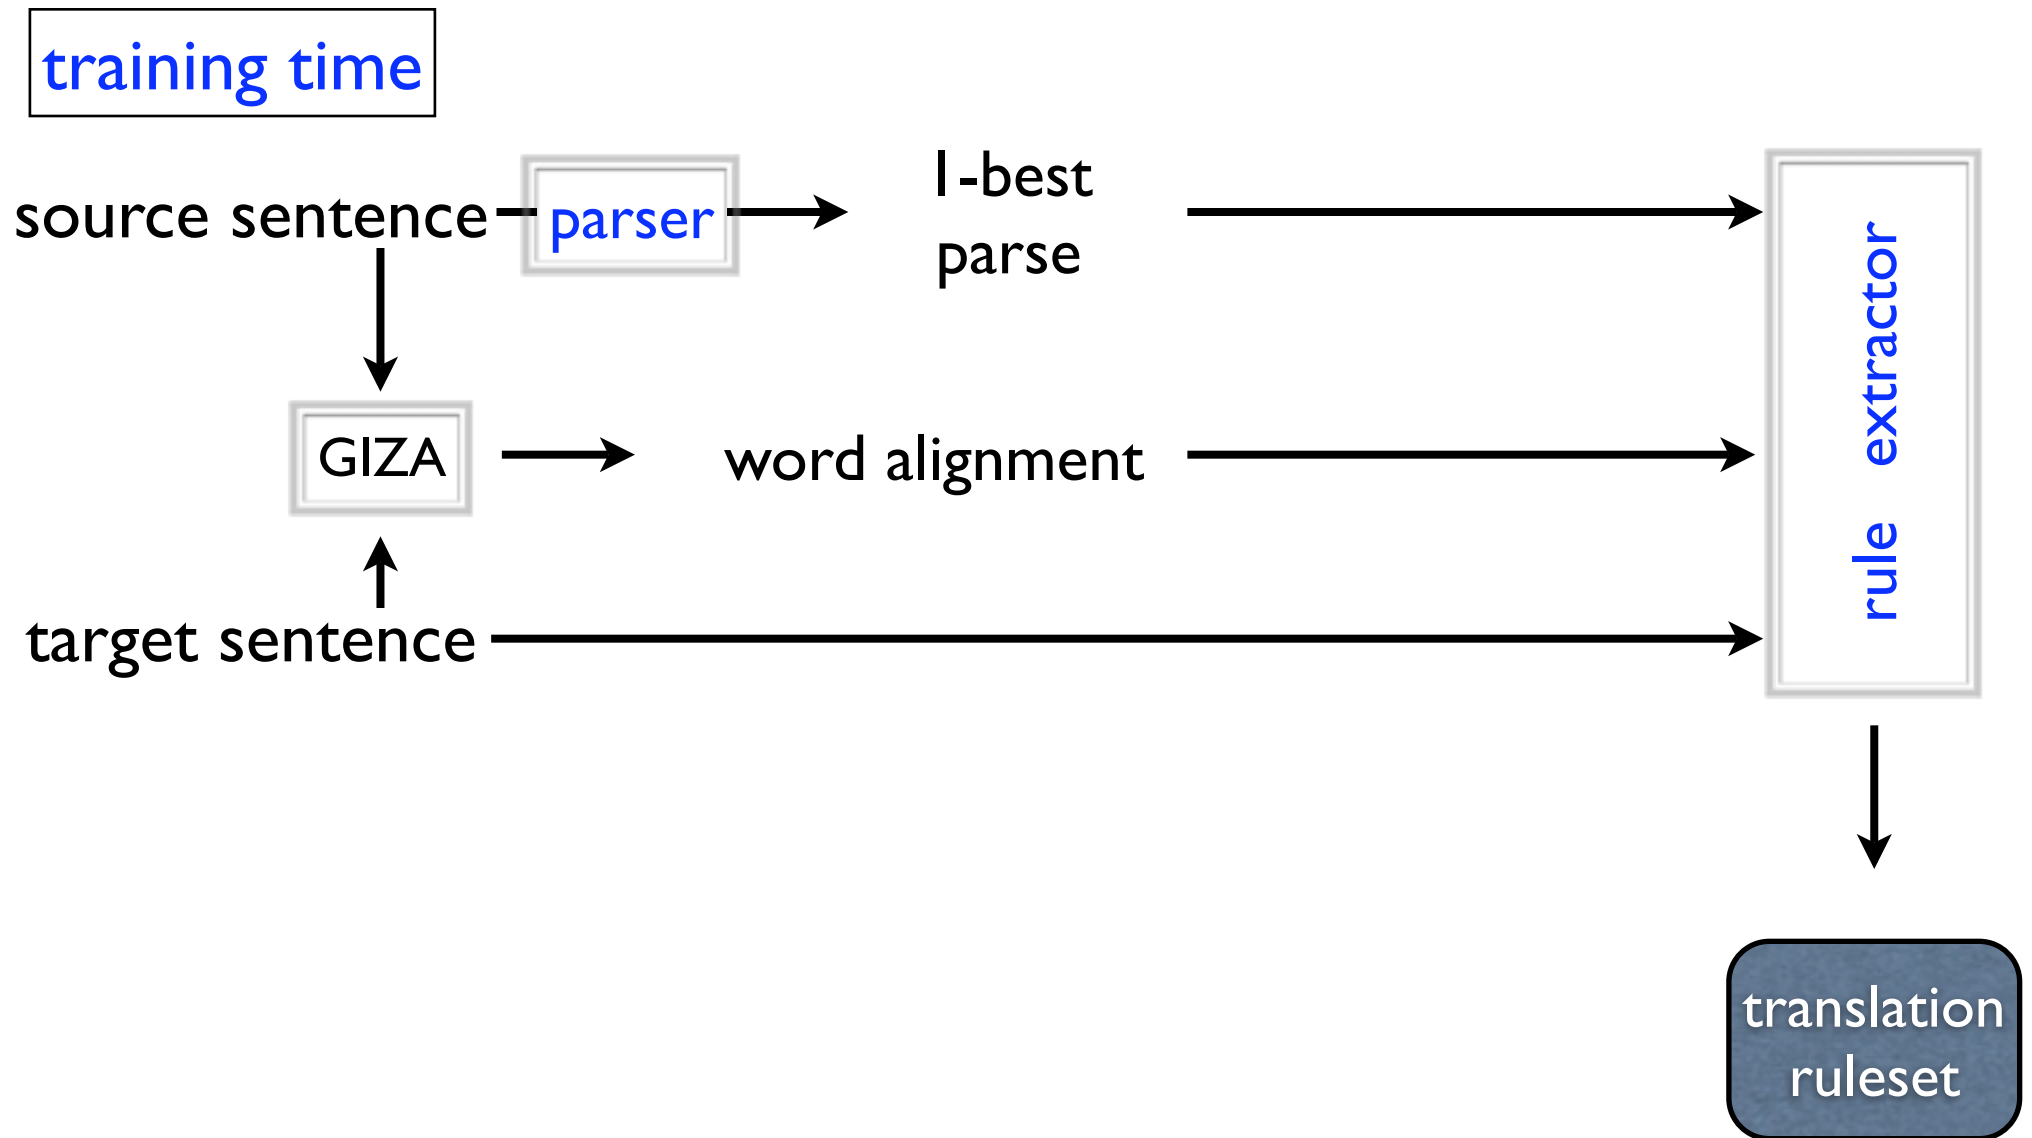 training time
source sentence
parser
1-best
parse
rule extractor
GIZA
word alignment
target sentence
translation
ruleset